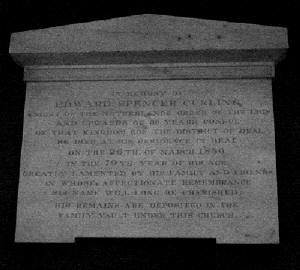 IN MEMORY OF
EDWARD SPENCER CURLING
KNIGHT OF THE NETHERLANDS ORDER OF THE LION
AND UPWARDS OF 30 YEARS CONSUL
OF THAT KINGDOM FOR THE DISTRICT OF DEAL
HE DIED AT HIS RESIDENCE IN DEAL
ON THE 26TH OF MARCH 1850
IN THE 79TH YEAR OF HIS AGE
GREATLY LAMENTED BY HIS FAMILY AND FRIENDS
IN WHOSE AFFECTIONATE REMEMBRANCE
HIS NAME WILL LONG BE CHERISHED
HIS REMAINS ARE DEPOSITED IN THE
FAMILY VAULT UNDER THIS CHURCH